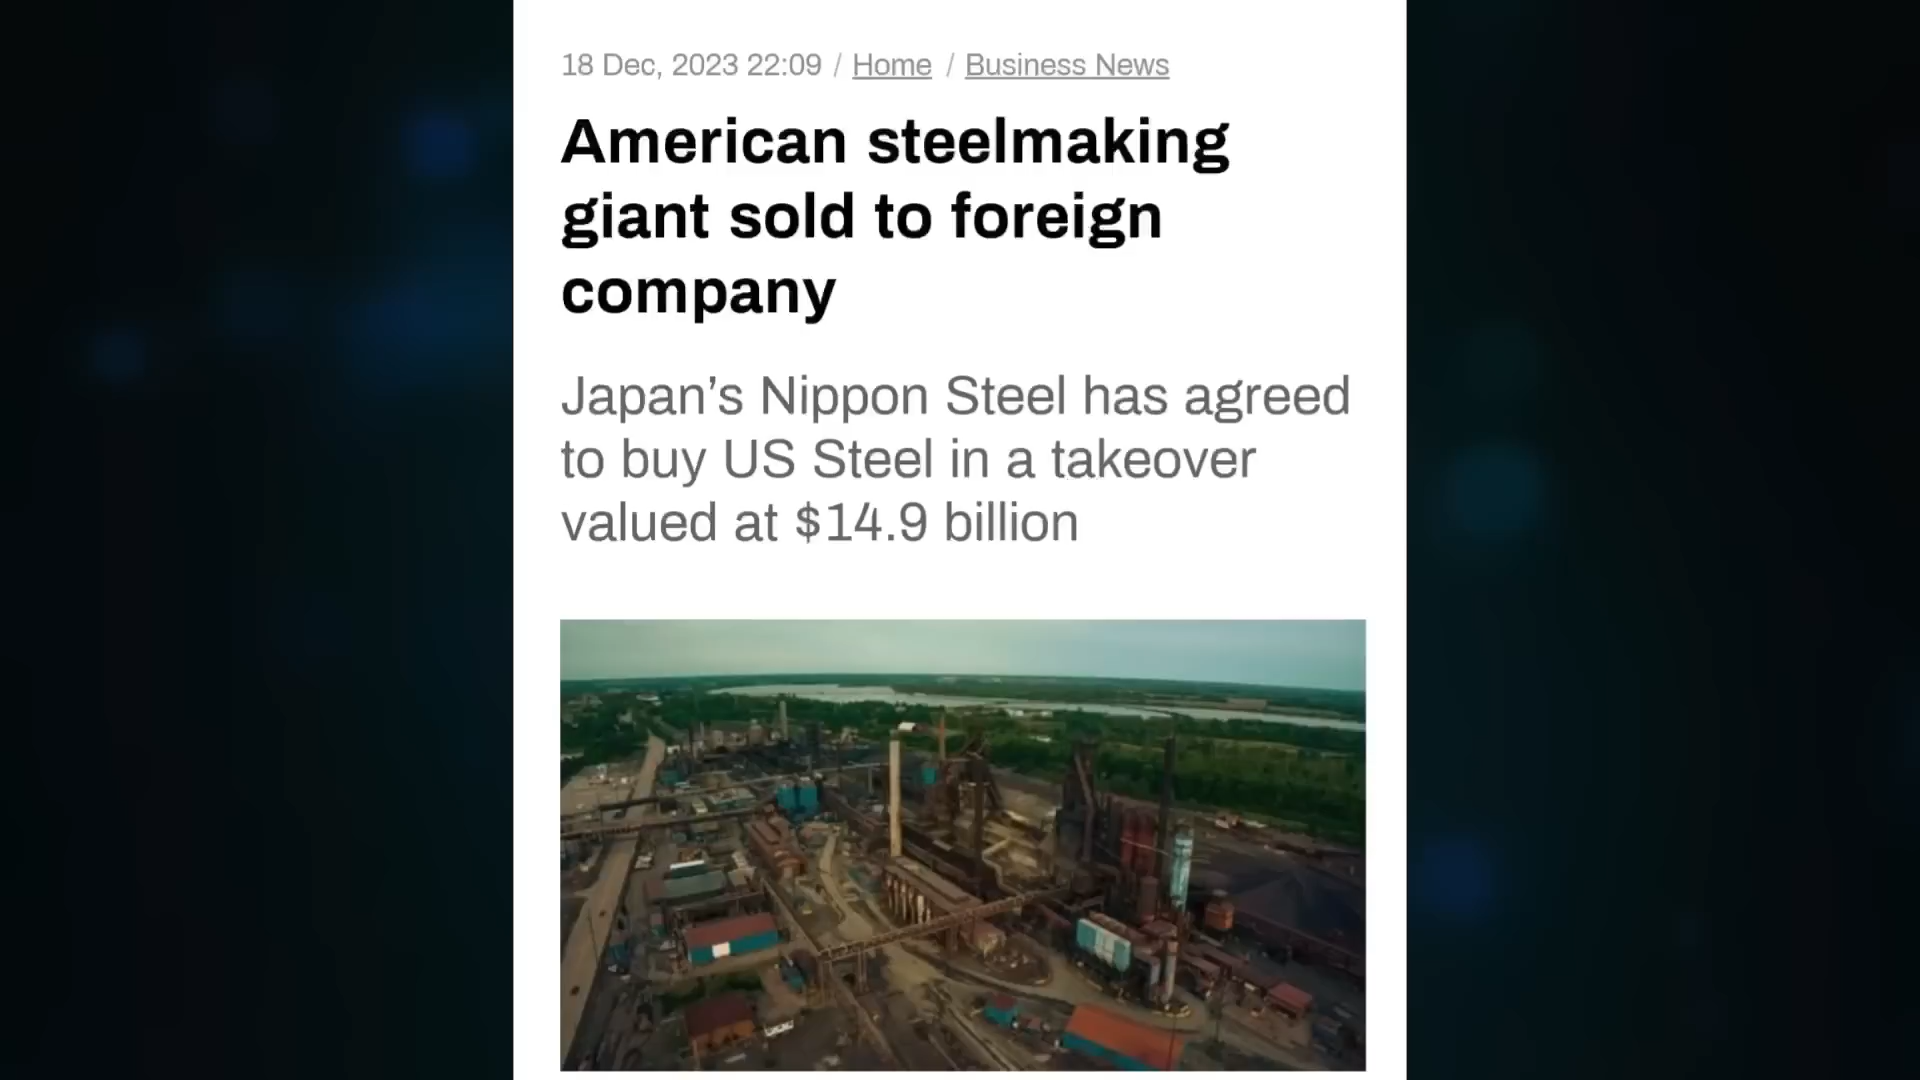 18 Dec, 2023 22:09 / Home / Business News
American steelmaking
giant sold to foreign
company
Japan’s Nippon Steel has agreed
to buy US Steel in a takeover
valued at $14.9 billion